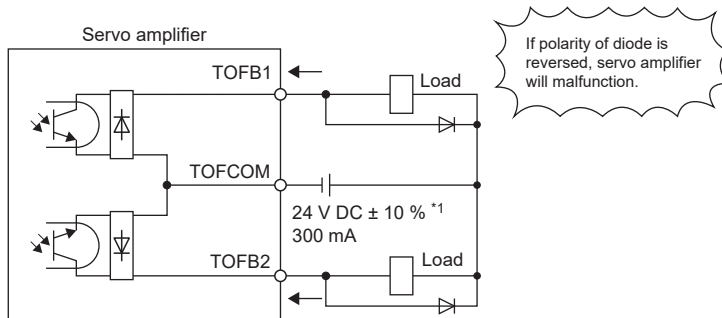 Servo amplifier
TOFB1
Load
If polarity of diode is
reversed, servo amplifier
will malfunction.
TOFCOM
24 V DC ± 10 % *1
300 mA
TOFB2
Load